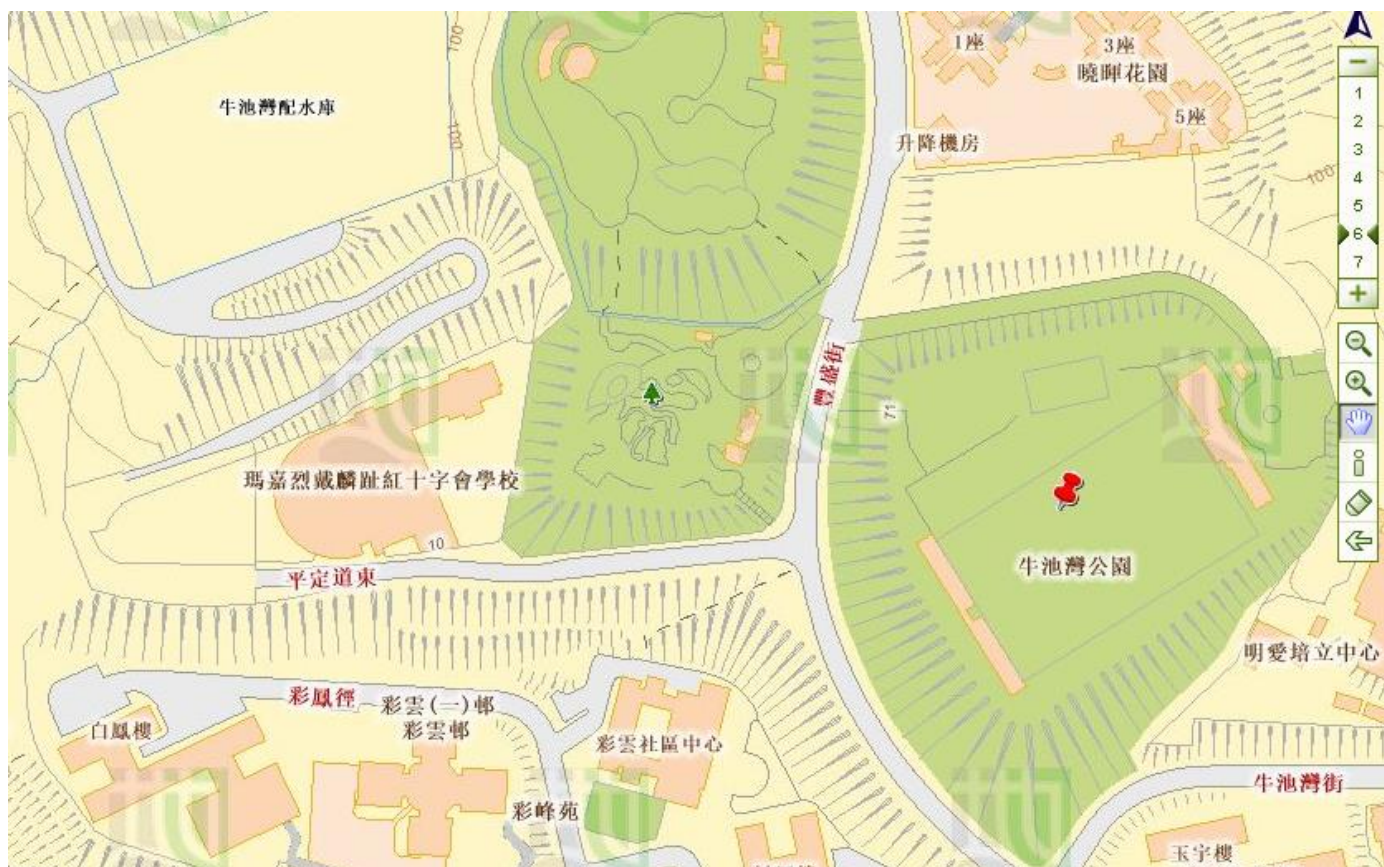 100
1座
3座
曉暉花園
5座
牛池灣配水庫
100
升降機房
100
−
1
2
3
4
5
6
7
+
豐盛街
71
瑪嘉烈戴麟趾紅十字會學校
10
平定道東
牛池灣公園
明愛培立中心
彩鳳徑
彩雲(一)邨
白鳳樓
彩雲邨
彩雲社區中心
牛池灣街
彩峰苑
玉宇樓